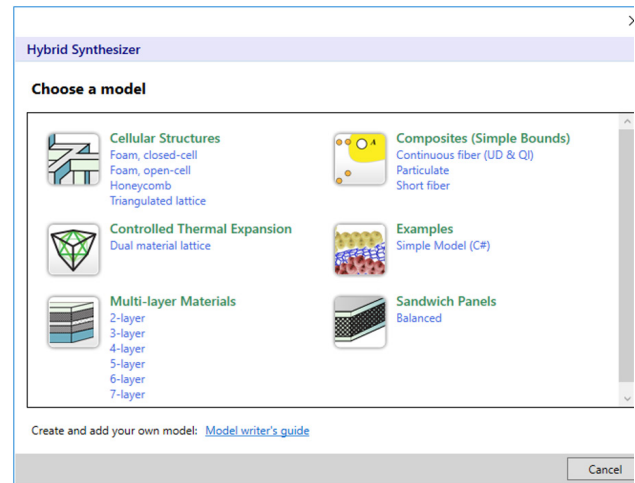 Hybrid Synthesizer
Choose a model
Cellular Structures
Foam, closed-cell
Foam, open-cell
Honeycomb
Triangulated lattice
Composites (Simple Bounds)
Continuous fiber (UD & QI)
Particulate
Short fiber
Controlled Thermal Expansion
Dual material lattice
Examples
Simple Model (C#)
Multi-layer Materials
2-layer
3-layer
4-layer
5-layer
6-layer
7-layer
Sandwich Panels
Balanced
A
Create and add your own model: Model writer's guide
Cancel